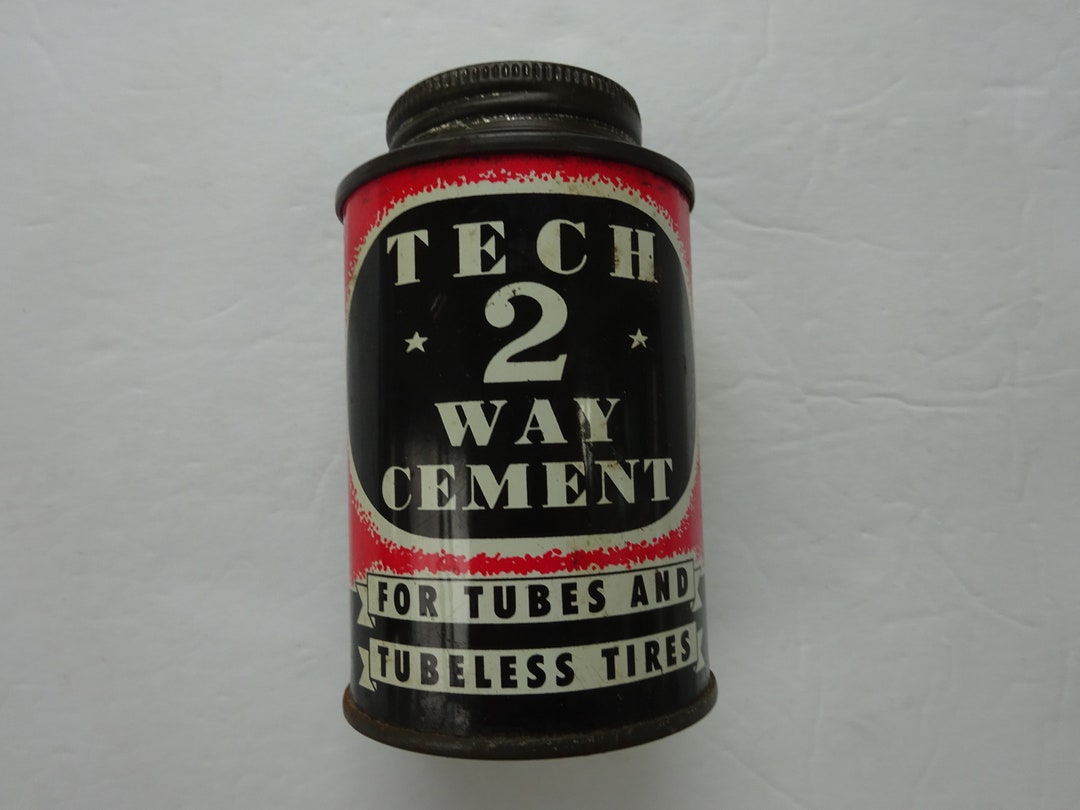 TECH
2
WAY
CEMENT
FOR TUBES AND
TUBELESS TIRES